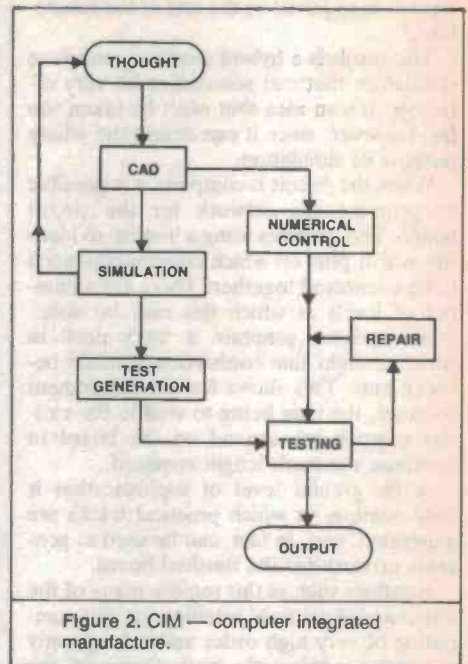 THOUGHT
CAD
NUMERICAL
CONTROL
SIMULATION
REPAIR
TEST
GENERATION
TESTING
OUTPUT
Figure 2. CIM — computer integrated
manufacture.